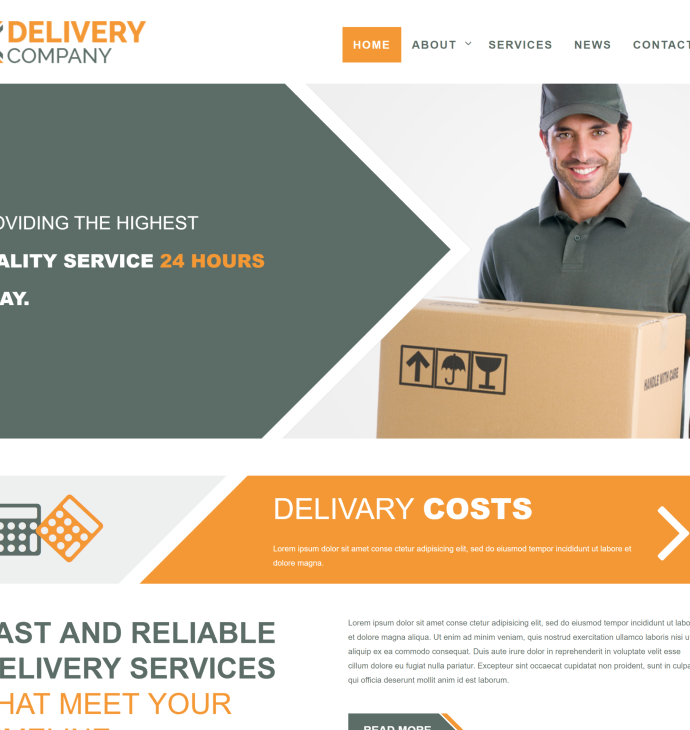 DELIVERY
COMPANY
HOME ABOUT SERVICES NEWS CONTACT
OVIDING THE HIGHEST
ALITY SERVICE 24 HOURS
AY.
HANDLE WITH CARE
DELIVARY COSTS
Lorem ipsum dolor sit amet conse ctetur adipisicing elit, sed do eiusmod tempor incididunt ut labore et
dolore magna.
AST AND RELIABLE
ELIVERY SERVICES
HAT MEET YOUR
Lorem ipsum dolor sit amet conse ctetur adipisicing elit, sed do eiusmod tempor incididunt ut labo
et dolore magna aliqua. Ut enim ad minim veniam, quis nostrud exercitation ullamco laboris nisi u
aliquip ex ea commodo consequat. Duis aute irure dolor in reprehenderit in voluptate velit esse
cillum dolore eu fugiat nulla pariatur. Excepteur sint occaecat cupidatat non proident, sunt in culpa
qui officia deserunt mollit anim id est laborum.
READ MORE